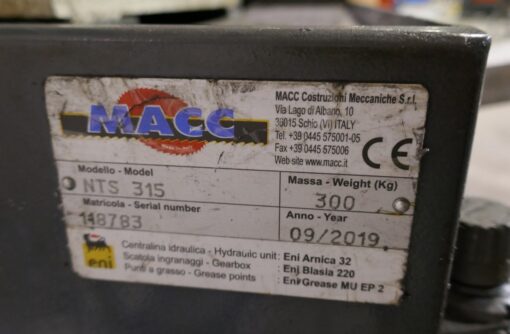 MACC
MACC Costruzioni Meccaniche S.r.l.
Via Lago di Albano, 10
36015 Schio (Vi) ITALY
Tel. +39 0445 575001-05
Fax +39 0445 575006
Web site www.macc.it
CE
Modello - Model
NTS 315
Massa - Weight (Kg)
300
Matricola - Serial number
118783
Anno - Year
09/2019
eni
Centralina idraulica - Hydrauic unit: Eni Arnica 32
Scatola ingranaggi - Gearbox : Eni Blasia 220
Punti a grasso - Grease points : Eni Grease MU EP 2